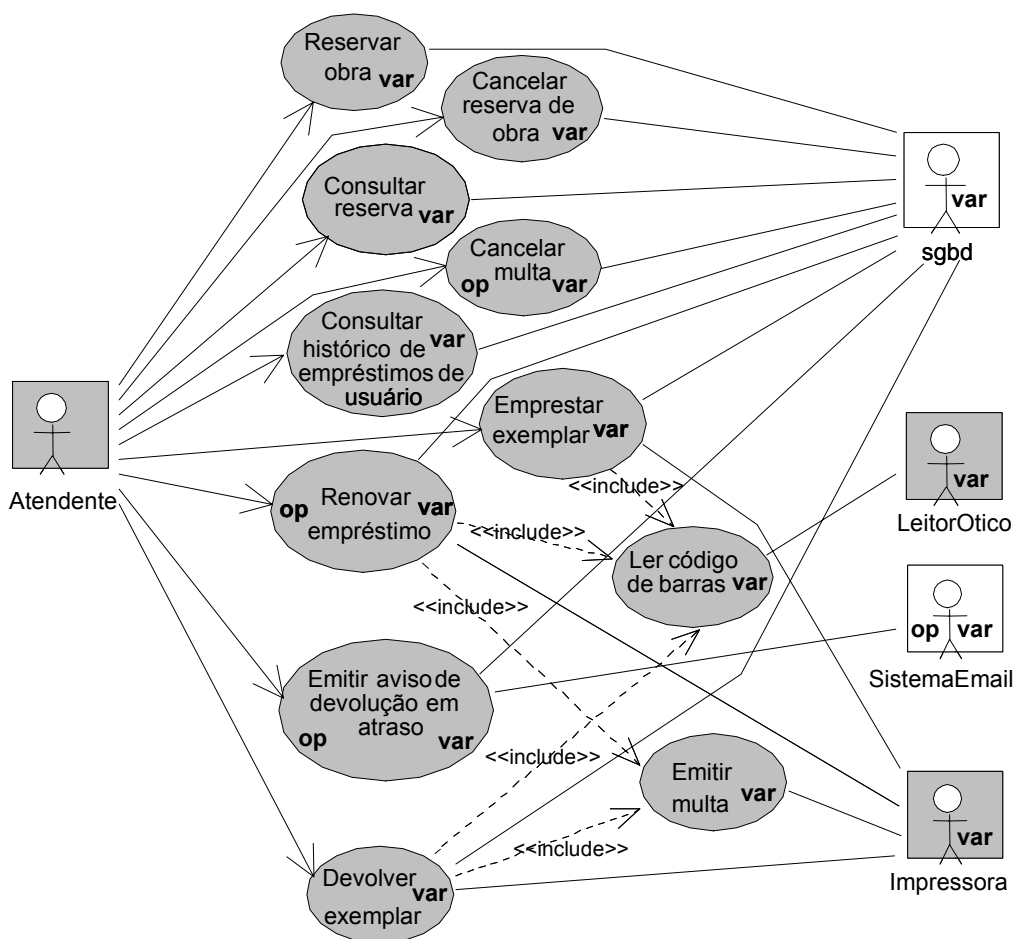 Reservar
obra var
Cancelar
reserva de
obra var
Consultar
reserva var
var
sgbd
Cancelar
multa
op var
Consultar
histórico de var
empréstimos de
usuário
Emprestar
exemplar var
Atendente
var
LeitorOtico
<<include>>
op Renovar var
empréstimo
<<include>>
Ler código
de barras var
<<include>>
op var
SistemaEmail
Emitir aviso de
devolução em
atraso
op var
<<include>>
Emitir
multa var
var
Impressora
<<include>>
Devolver
exemplar var